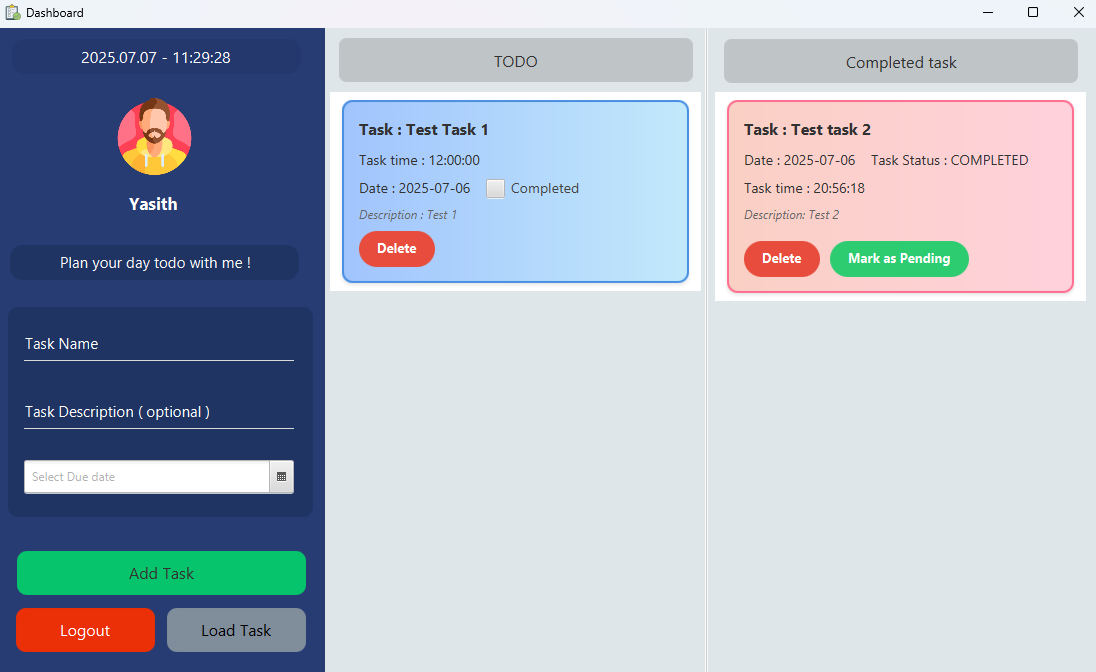 Dashboard
2025.07.07 - 11:29:28
Yasith
Plan your day todo with me !
Task Name
Task Description ( optional )
Select Due date
Add Task
Logout
Load Task
TODO
Task : Test Task 1
Task time : 12:00:00
Date : 2025-07-06 Completed
Description : Test 1
Delete
Completed task
Task : Test task 2
Date : 2025-07-06 Task Status : COMPLETED
Task time : 20:56:18
Description: Test 2
Delete Mark as Pending